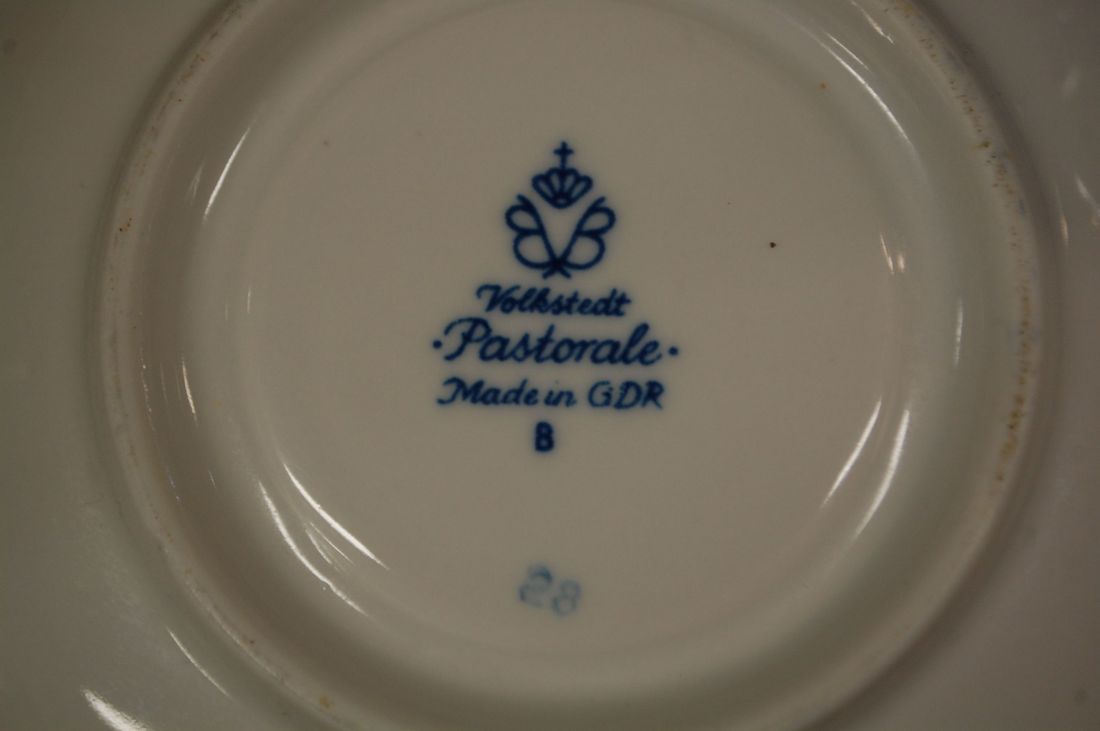 Volkstedt
·Pastorale·
Made in GDR
B
28